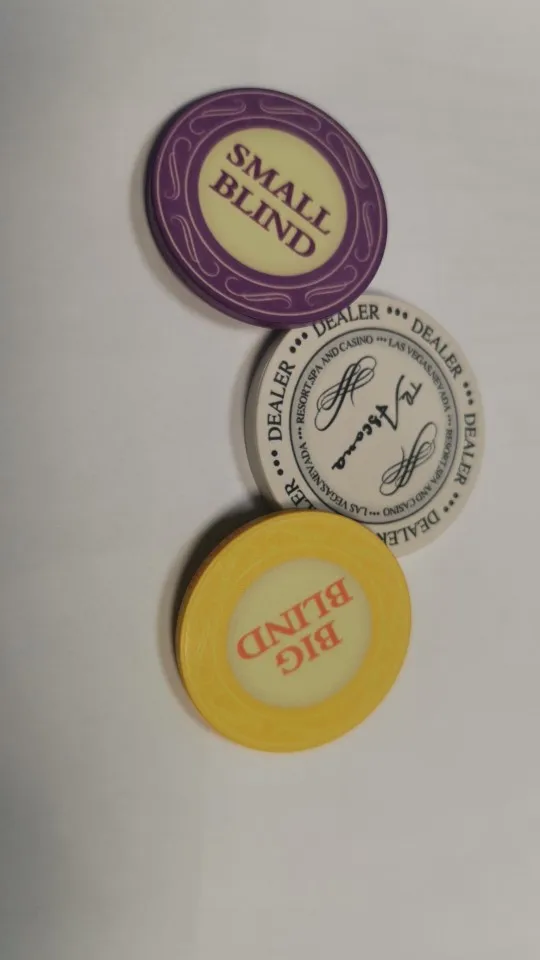 SMALL
BLIND
DEALER ••• DEALER ••• DEALER ••• DEALER
DEALER •••
RESORT,SPA AND CASINO ••• LAS VEGAS,NEVADA ••• RESORT,SPA AND CASINO ••• LAS VEGAS,NEVADA •••
BIG
BLIND